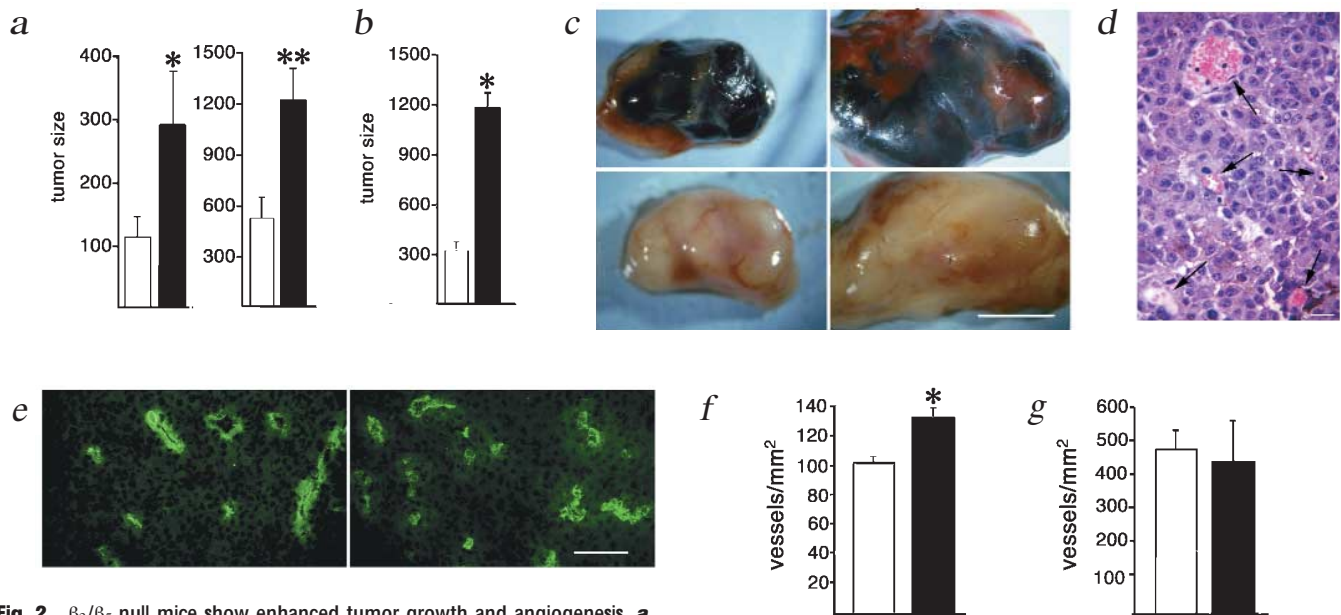 a
400
300
200
100
tumor size
*
1500
1200
900
600
300
**
b
1500
1200
900
600
300
tumor size
*
c
d
e
f
140
120
100
80
60
40
20
vessels/mm²
*
g
600
500
400
300
200
100
vessels/mm²
Fig. 2 β₃/β₅ null mice show enhanced tumor growth and angiogenesis. a